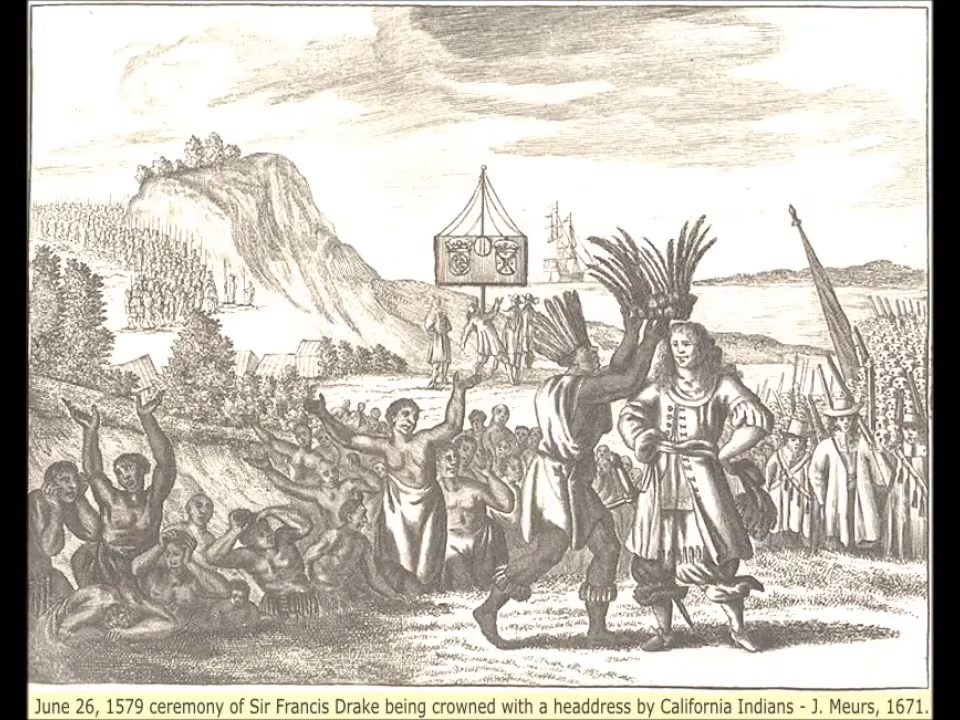 June 26, 1579 ceremony of Sir Francis Drake being crowned with a headdress by California Indians - J. Meurs, 1671.